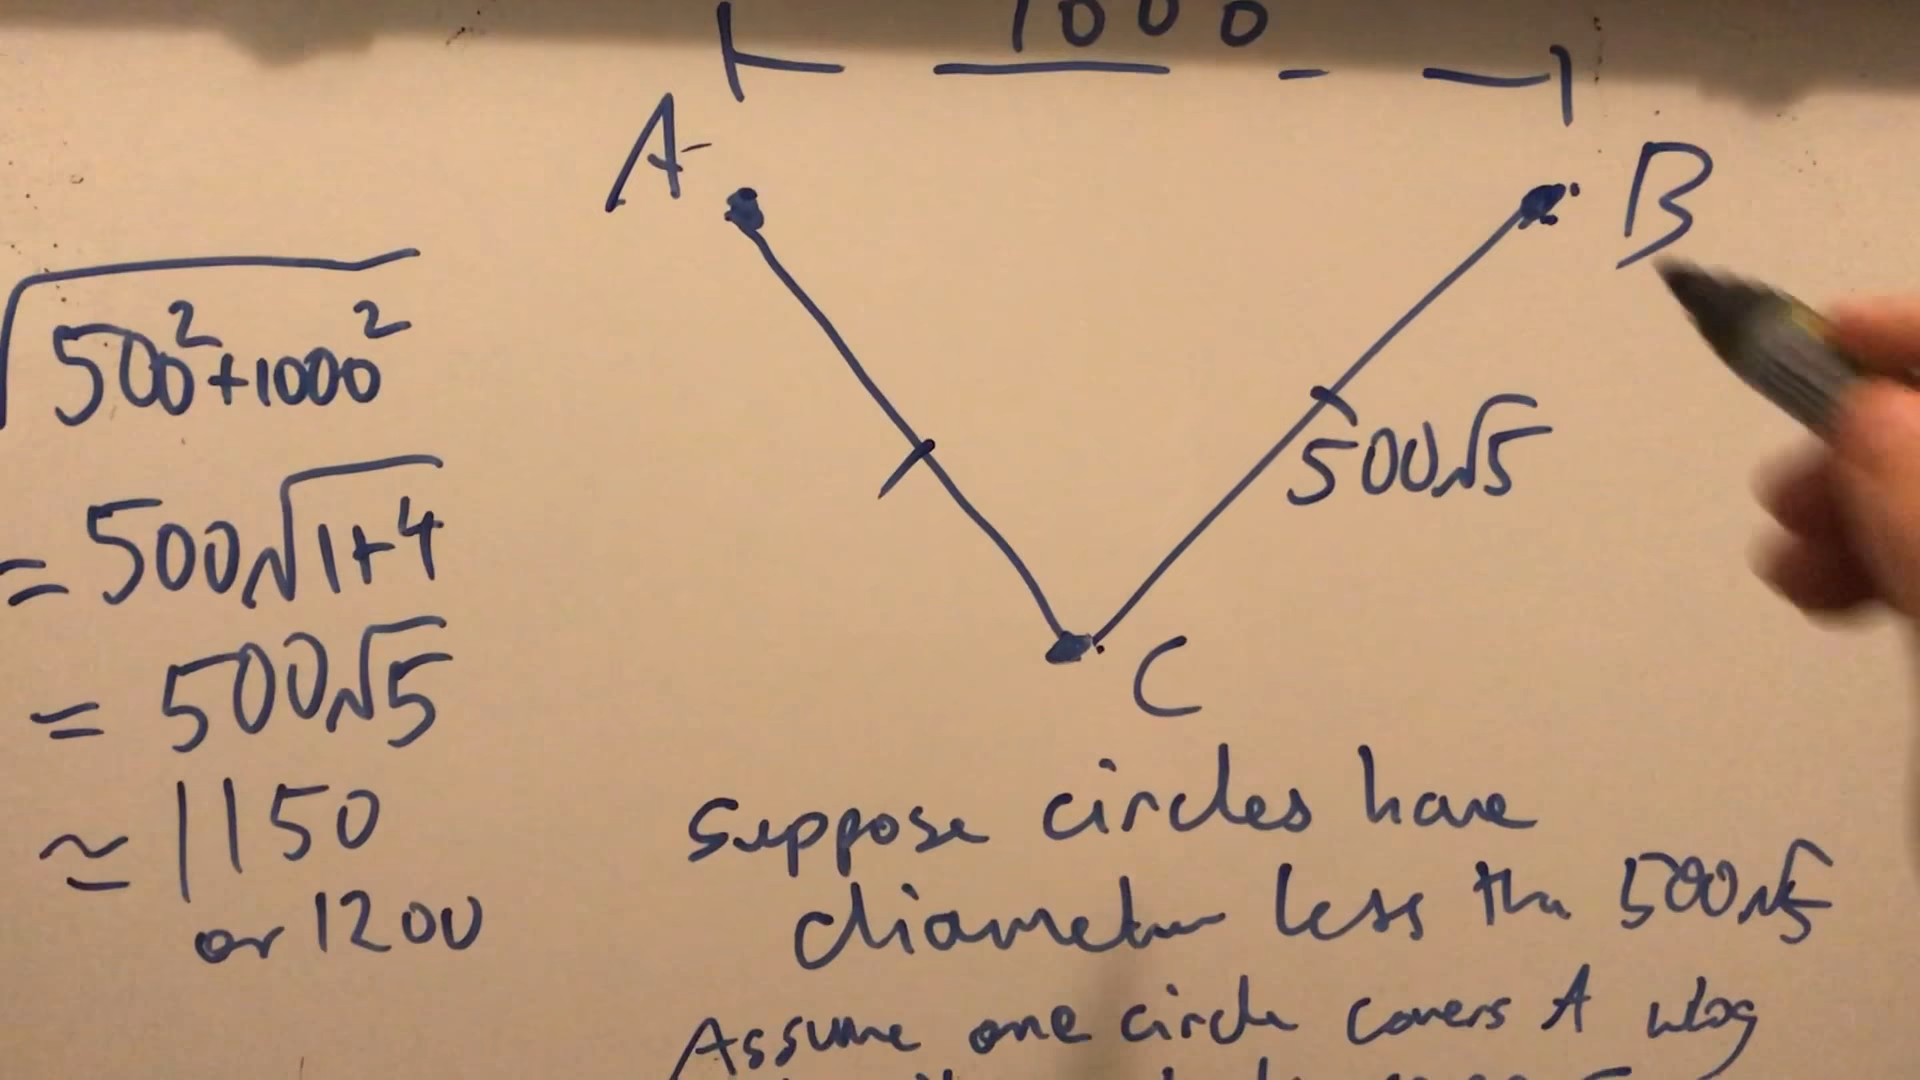 1000
A
B
√500²+1000²
= 500√1+4
= 500√5
≃ 1150
or 1200
500√5
C
Suppose circles have
diameter less tha 500√5
Assume one circle covers A wlog